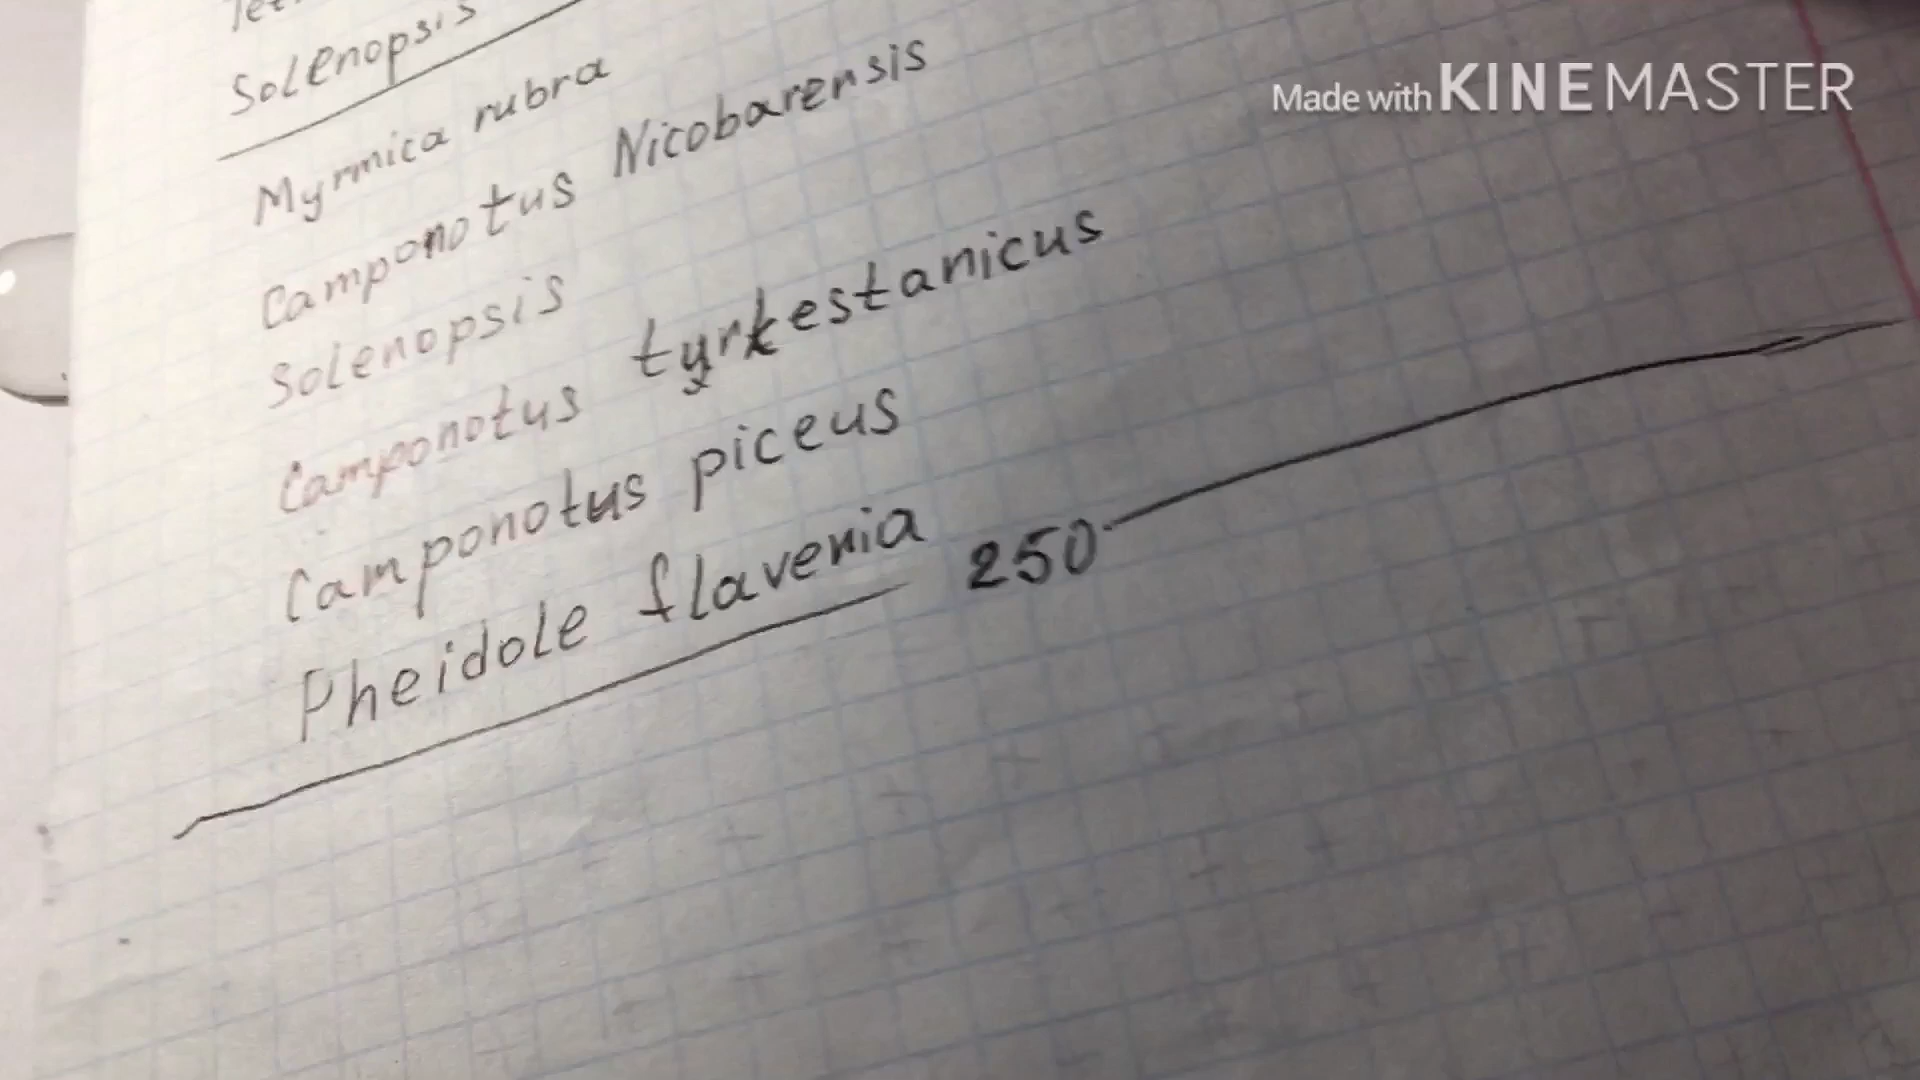 Solenopsis
Myrmica rubra
Camponotus Nicobarensis
Solenopsis
Camponotus tyrkestanicus
Camponotus piceus
Pheidole flavenia 250
Made with KINEMASTER